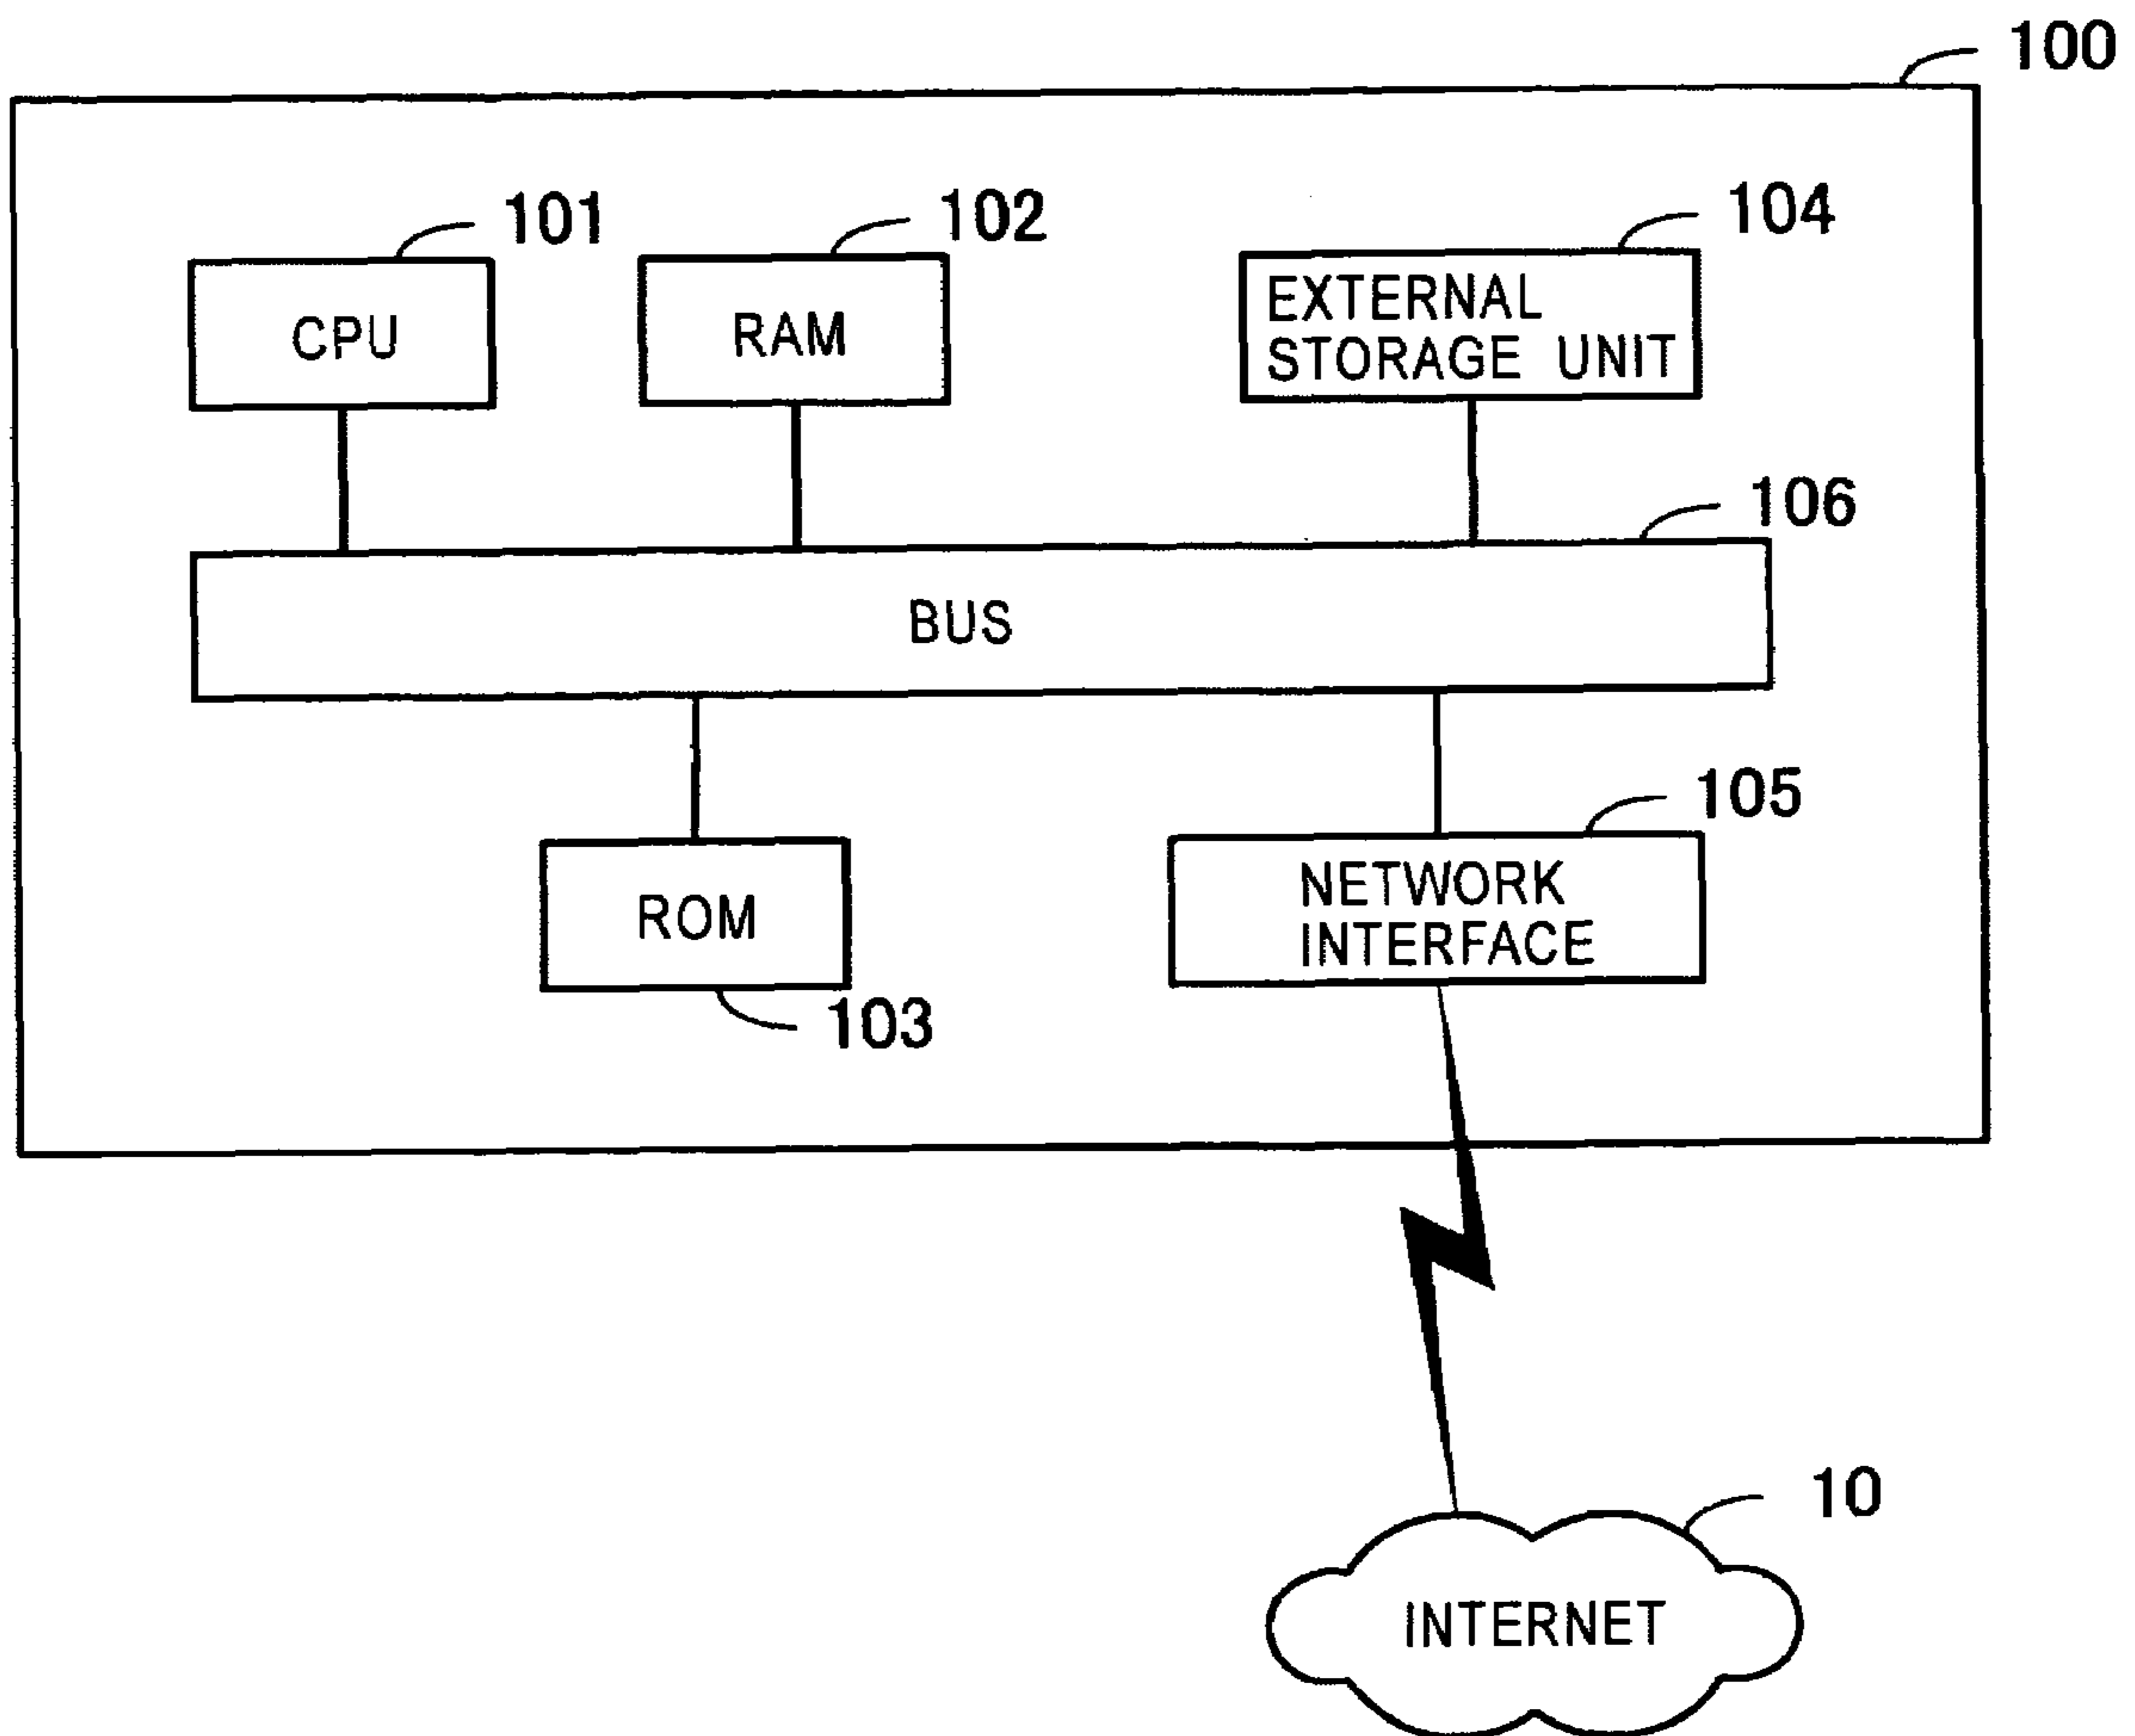 100
101
102
104
CPU
RAM
EXTERNAL
STORAGE UNIT
106
BUS
105
ROM
NETWORK
INTERFACE
103
10
INTERNET